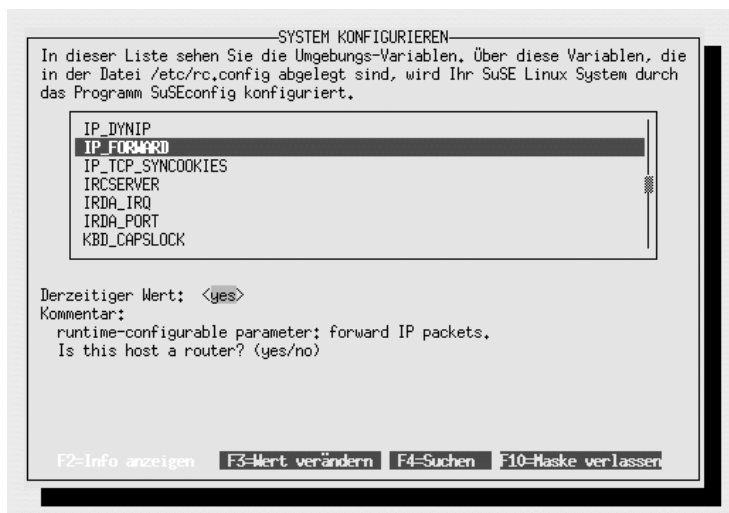 SYSTEM KONFIGURIEREN
In dieser Liste sehen Sie die Umgebungs-Variablen. Über diese Variablen, die
in der Datei /etc/rc.config abgelegt sind, wird Ihr SuSE Linux System durch
das Programm SuSEconfig konfiguriert.
IP_DYNIP
IP_FORWARD
IP_TCP_SYNCOOKIES
IRCSERVER
IRDA_IRQ
IRDA_PORT
KBD_CAPSLOCK
Derzeitiger Wert: <yes>
Kommentar:
runtime-configurable parameter: forward IP packets.
Is this host a router? (yes/no)
F2=Info anzeigen F3=Wert verändern F4=Suchen F10=Maske verlassen